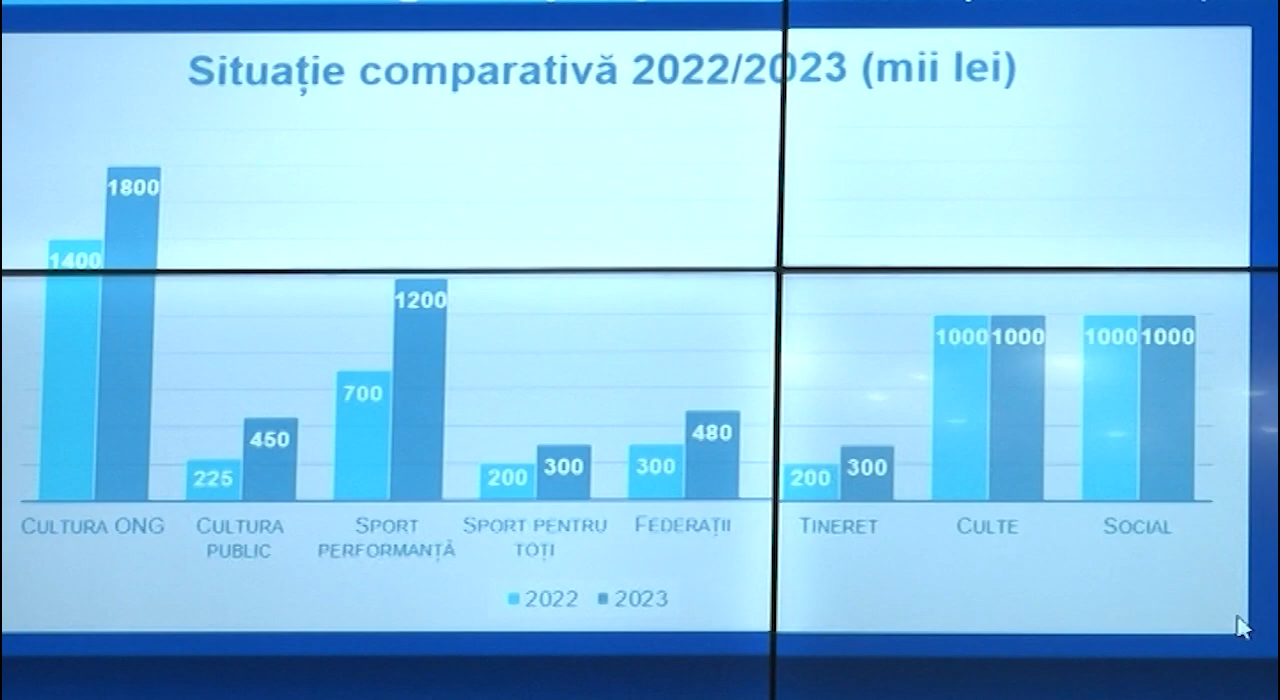 Situație comparativă 2022/2023 (mii lei)
1400 1800
225 450
700 1200
200 300
300 480
200 300
1000 1000
1000 1000
CULTURA ONG
CULTURA
PUBLIC
SPORT
PERFORMANȚĂ
SPORT PENTRU
TOȚI
FEDERAȚII
TINERET
CULTE
SOCIAL
2022 2023